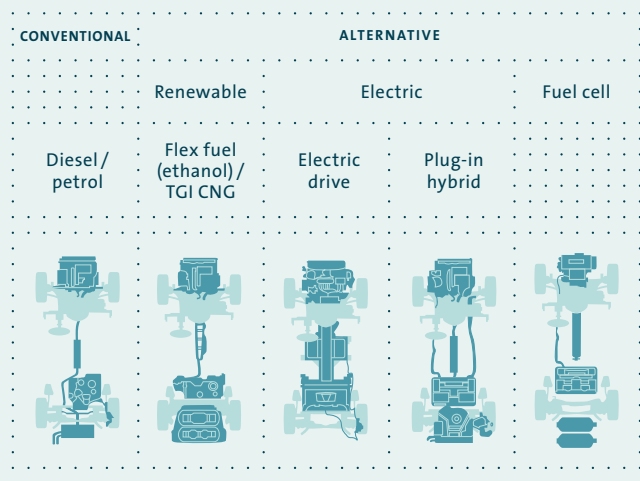 CONVENTIONAL
ALTERNATIVE
Renewable
Electric
Fuel cell
Diesel /
petrol
Flex fuel
(ethanol) /
TGI CNG
Electric
drive
Plug-in
hybrid